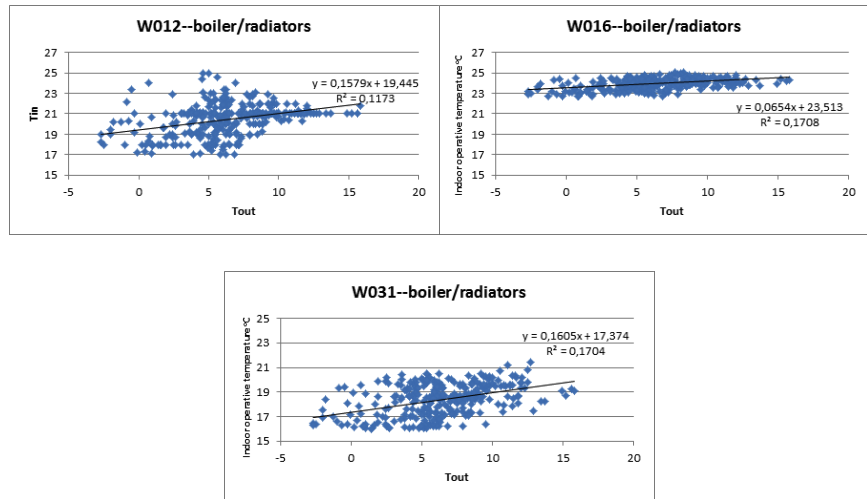 W012--boiler/radiators
27
25
23
21
19
17
15
y = 0,1579x + 19,445
R² = 0,1173
Tin
-5 0 5 10 15 20
Tout
W016--boiler/radiators
27
25
23
21
19
17
15
y = 0,0654x + 23,513
R² = 0,1708
Indoor operative temperature °C
-5 0 5 10 15 20
Tout
W031--boiler/radiators
25
23
21
19
17
15
y = 0,1605x + 17,374
R² = 0,1704
Indoor operative temperature °C
-5 0 5 10 15 20
Tout